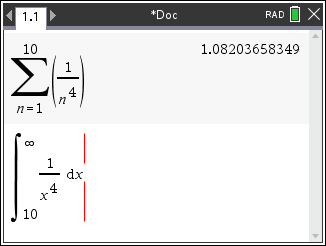 1.1 *Doc RAD
10
∑ (1/n⁴) 1.08203658349
n=1
∞
∫ 1/x⁴ dx
10